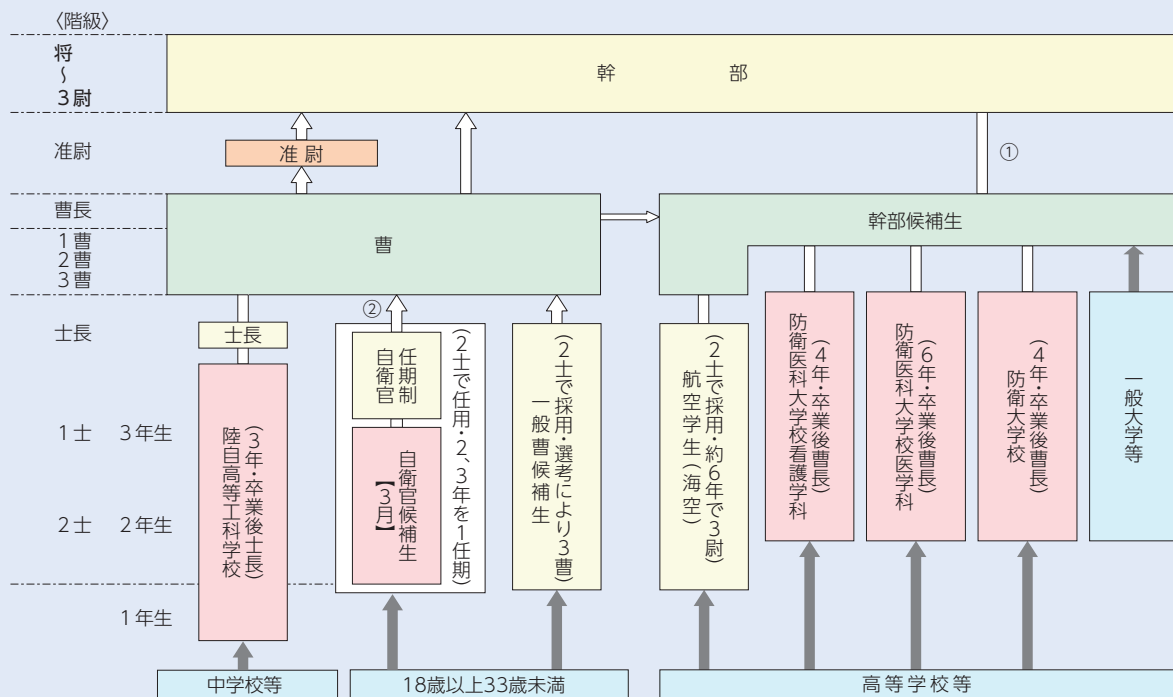 〈階級〉
将
~
3尉
幹部
准尉
准尉
①
曹長
1曹
2曹
3曹
曹
幹部候補生
士長
士長
②
任期制
自衛官
自衛官候補生
【3月】
(2士で任用・2、3年を1任期)
(2士で採用・選考により3曹)
一般曹候補生
(2士で採用・約6年で3尉)
航空学生(海空)
(4年・卒業後曹長)
防衛医科大学校看護学科
(6年・卒業後曹長)
防衛医科大学校医学科
(4年・卒業後曹長)
防衛大学校
一般大学等
1士 3年生
2士 2年生
1年生
(3年・卒業後士長)
陸自高等工科学校
中学校等
18歳以上33歳未満
高等学校等